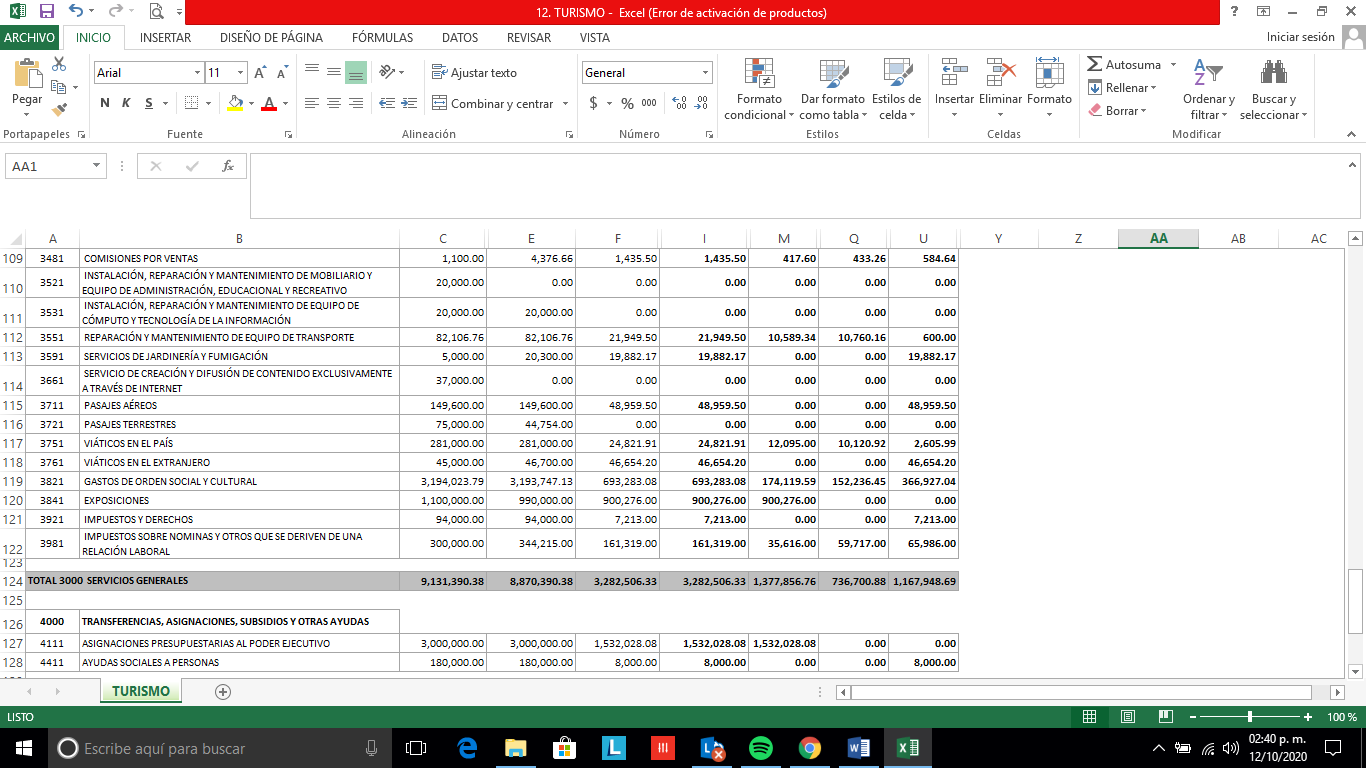 12. TURISMO - Excel (Error de activación de productos)
ARCHIVO INICIO INSERTAR DISEÑO DE PÁGINA FÓRMULAS DATOS REVISAR VISTA Iniciar sesión
Arial 11 Ajustar texto General Autosuma
Pegar Formato Dar formato Estilos de Insertar Eliminar Formato Rellenar Ordenar y Buscar y
N K S Combinar y centrar $ % 000 condicional como tabla celda Borrar filtrar seleccionar
Portapapeles Fuente Alineación Número Estilos Celdas Modificar
AA1 fx
A B C E F I M Q U Y Z AA AB AC
109 3481 COMISIONES POR VENTAS 1,100.00 4,376.66 1,435.50 1,435.50 417.60 433.26 584.64
INSTALACIÓN, REPARACIÓN Y MANTENIMIENTO DE MOBILIARIO Y
110 3521 EQUIPO DE ADMINISTRACIÓN, EDUCACIONAL Y RECREATIVO 20,000.00 0.00 0.00 0.00 0.00 0.00 0.00
INSTALACIÓN, REPARACIÓN Y MANTENIMIENTO DE EQUIPO DE
111 3531 CÓMPUTO Y TECNOLOGÍA DE LA INFORMACIÓN 20,000.00 20,000.00 0.00 0.00 0.00 0.00 0.00
112 3551 REPARACIÓN Y MANTENIMIENTO DE EQUIPO DE TRANSPORTE 82,106.76 82,106.76 21,949.50 21,949.50 10,589.34 10,760.16 600.00
113 3591 SERVICIOS DE JARDINERÍA Y FUMIGACIÓN 5,000.00 20,300.00 19,882.17 19,882.17 0.00 0.00 19,882.17
SERVICIO DE CREACIÓN Y DIFUSIÓN DE CONTENIDO EXCLUSIVAMENTE
114 3661 A TRAVÉS DE INTERNET 37,000.00 0.00 0.00 0.00 0.00 0.00 0.00
115 3711 PASAJES AÉREOS 149,600.00 149,600.00 48,959.50 48,959.50 0.00 0.00 48,959.50
116 3721 PASAJES TERRESTRES 75,000.00 44,754.00 0.00 0.00 0.00 0.00 0.00
117 3751 VIÁTICOS EN EL PAÍS 281,000.00 281,000.00 24,821.91 24,821.91 12,095.00 10,120.92 2,605.99
118 3761 VIÁTICOS EN EL EXTRANJERO 45,000.00 46,700.00 46,654.20 46,654.20 0.00 0.00 46,654.20
119 3821 GASTOS DE ORDEN SOCIAL Y CULTURAL 3,194,023.79 3,193,747.13 693,283.08 693,283.08 174,119.59 152,236.45 366,927.04
120 3841 EXPOSICIONES 1,100,000.00 990,000.00 900,276.00 900,276.00 900,276.00 0.00 0.00
121 3921 IMPUESTOS Y DERECHOS 94,000.00 94,000.00 7,213.00 7,213.00 0.00 0.00 7,213.00
IMPUESTOS SOBRE NOMINAS Y OTROS QUE SE DERIVEN DE UNA
122 3981 RELACIÓN LABORAL 300,000.00 344,215.00 161,319.00 161,319.00 35,616.00 59,717.00 65,986.00
123
124 TOTAL 3000 SERVICIOS GENERALES 9,131,390.38 8,870,390.38 3,282,506.33 3,282,506.33 1,377,856.76 736,700.88 1,167,948.69
125
126 4000 TRANSFERENCIAS, ASIGNACIONES, SUBSIDIOS Y OTRAS AYUDAS
127 4111 ASIGNACIONES PRESUPUESTARIAS AL PODER EJECUTIVO 3,000,000.00 3,000,000.00 1,532,028.08 1,532,028.08 1,532,028.08 0.00 0.00
128 4411 AYUDAS SOCIALES A PERSONAS 180,000.00 180,000.00 8,000.00 8,000.00 0.00 0.00 8,000.00
TURISMO
LISTO 100 %
Escribe aquí para buscar 02:40 p. m.
12/10/2020